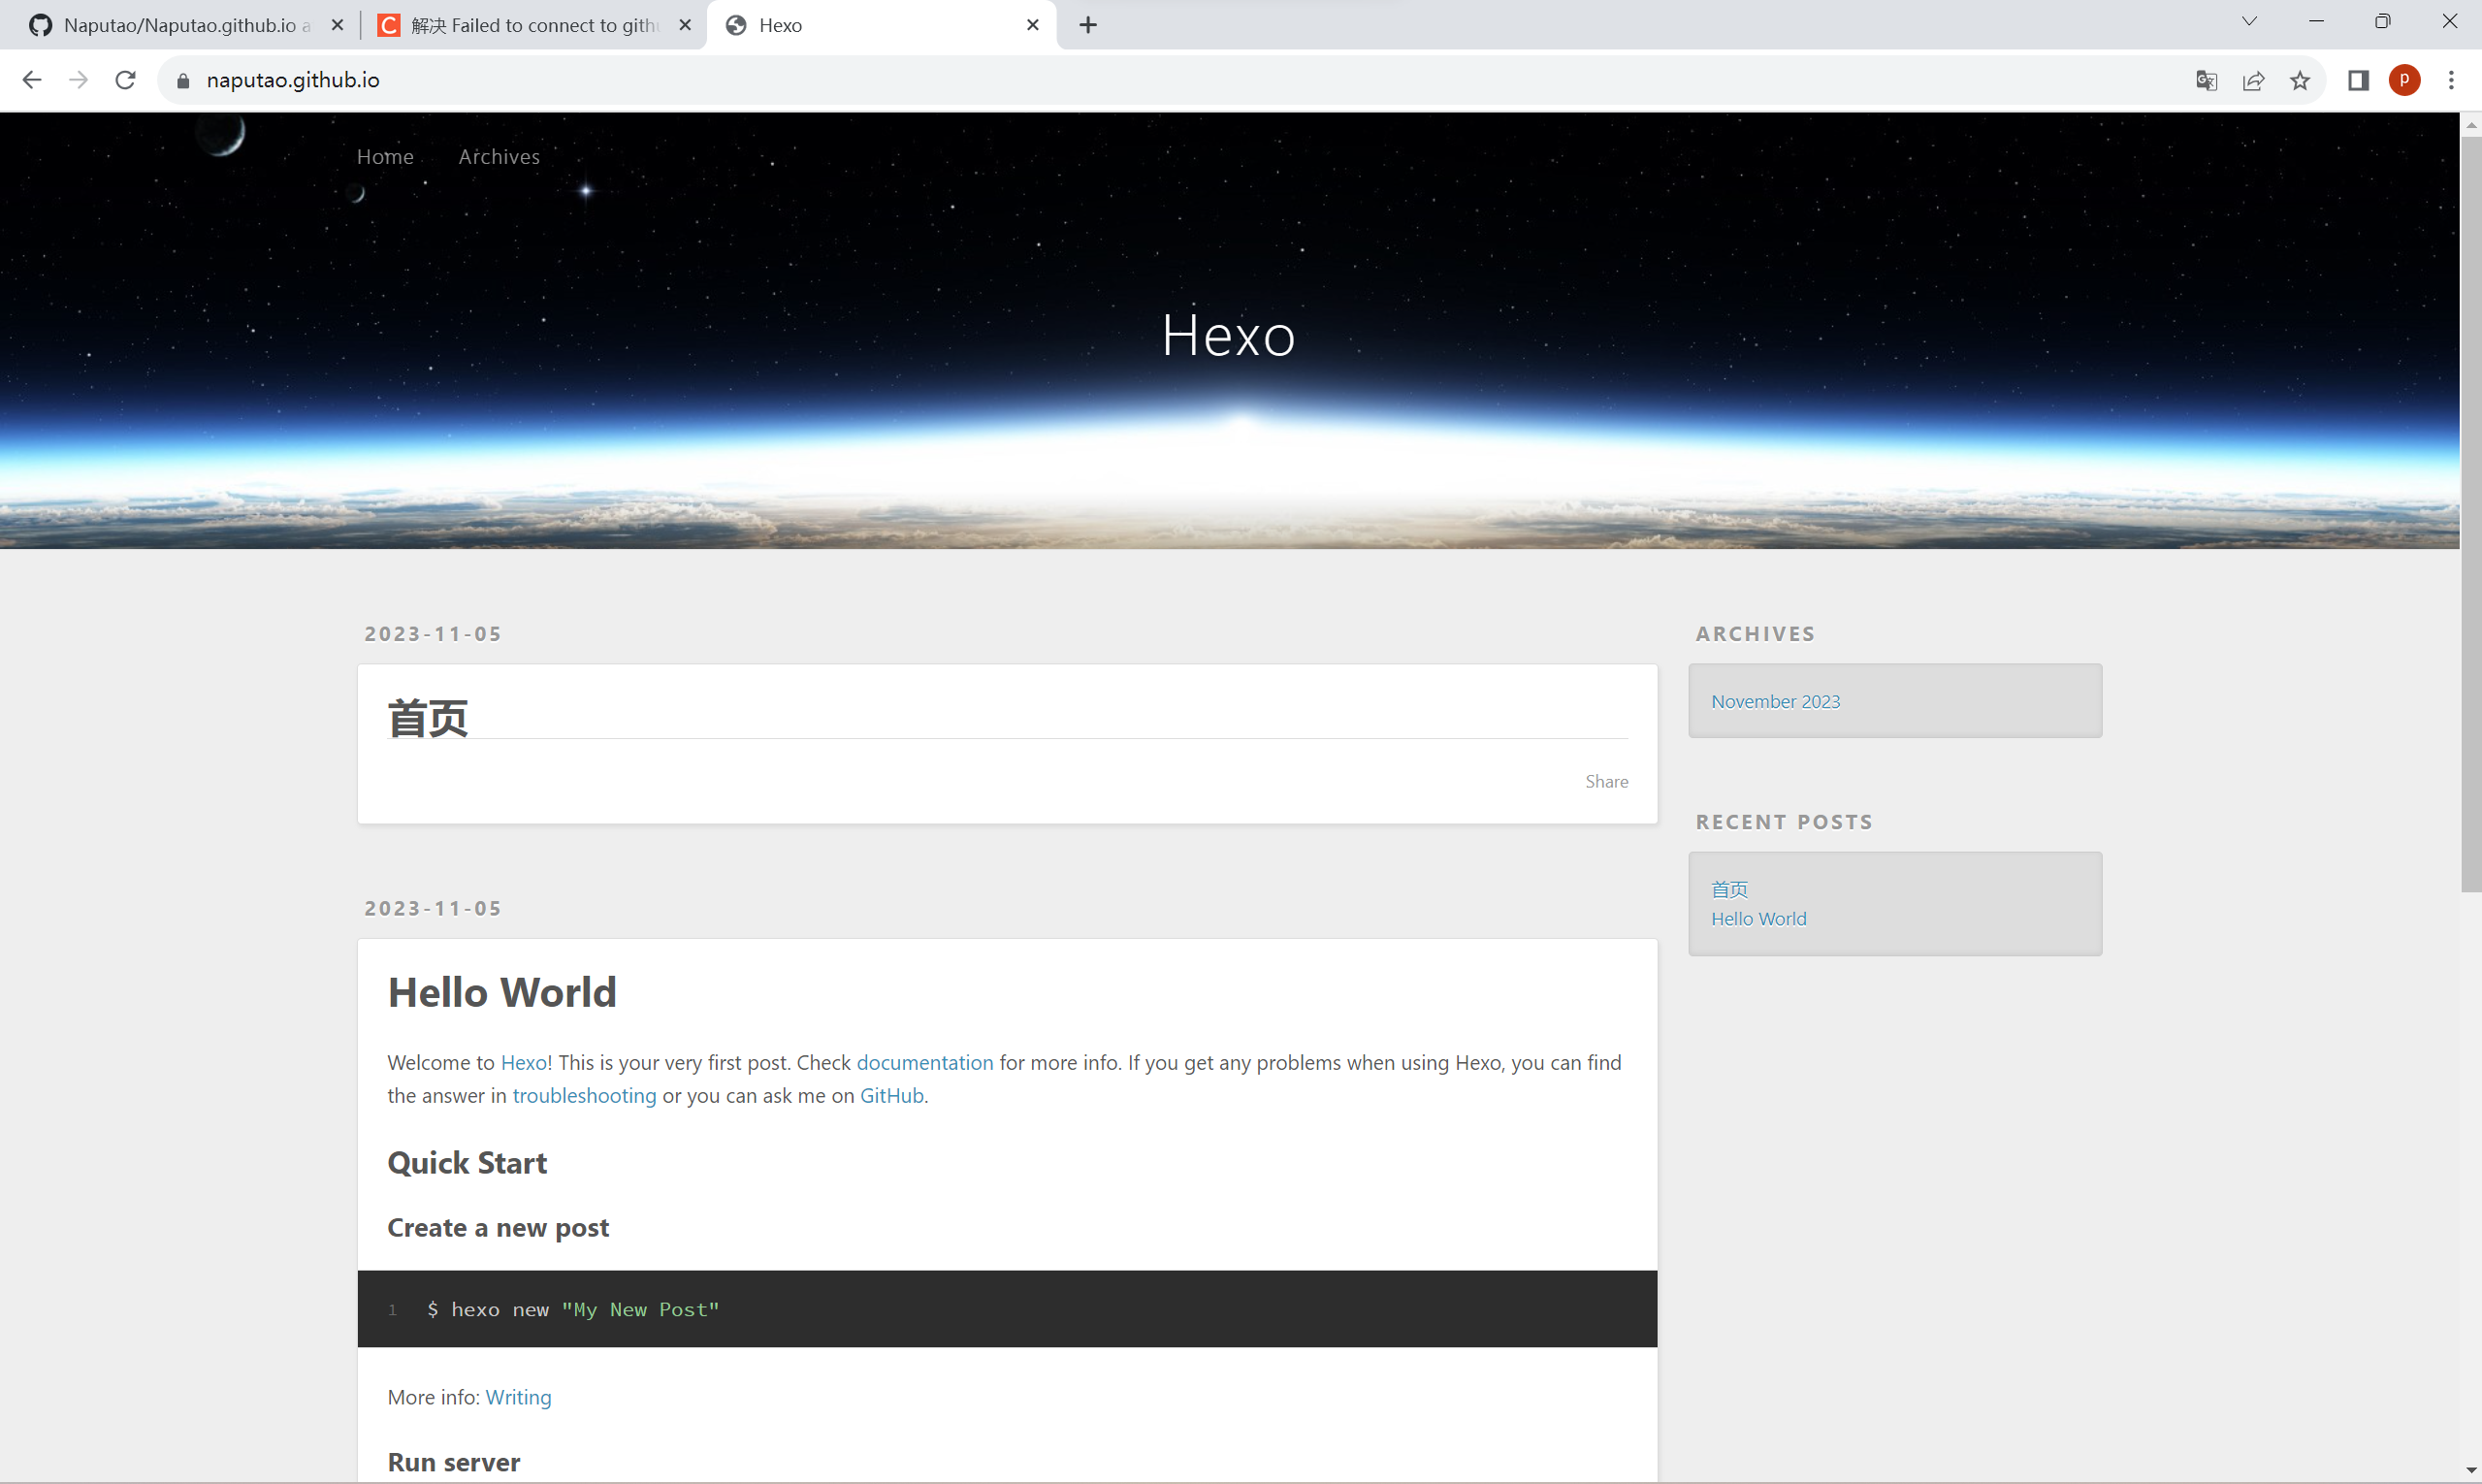 Naputao/Naputao.github.io a
解决 Failed to connect to gith
Hexo
naputao.github.io
p
Home Archives
Hexo
2023-11-05
首页
Share
2023-11-05
Hello World
Welcome to Hexo! This is your very first post. Check documentation for more info. If you get any problems when using Hexo, you can find
the answer in troubleshooting or you can ask me on GitHub.
Quick Start
Create a new post
1 $ hexo new "My New Post"
More info: Writing
Run server
ARCHIVES
November 2023
RECENT POSTS
首页
Hello World